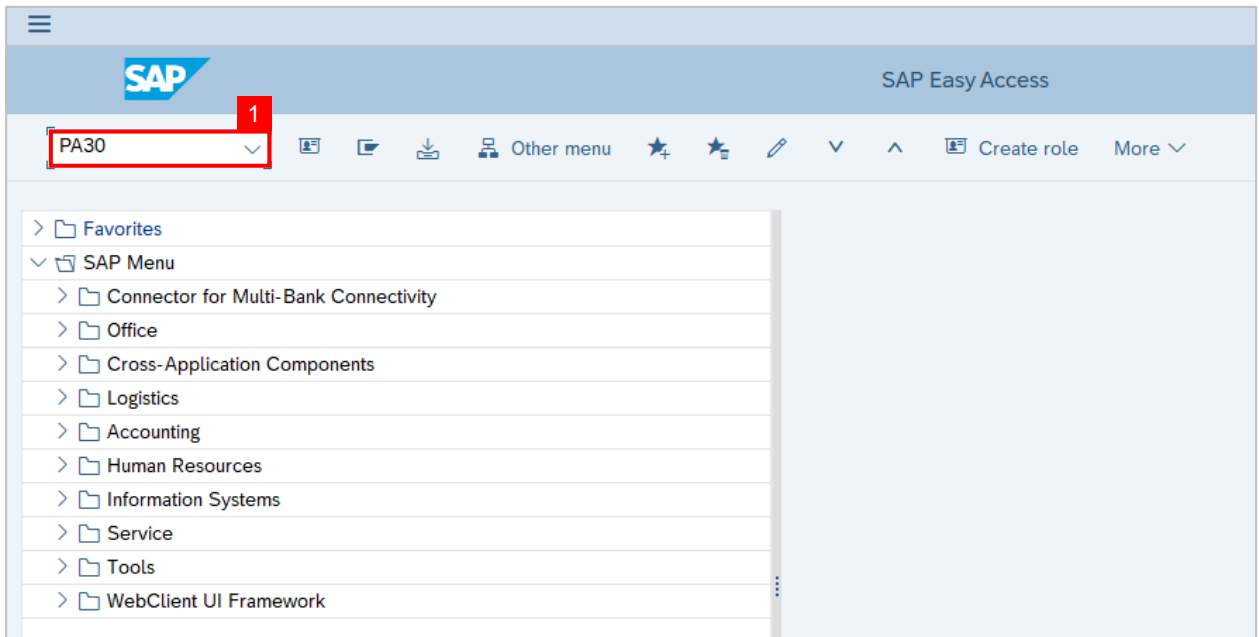 SAP
SAP Easy Access
1
PA30 Other menu Create role More
Favorites
SAP Menu
Connector for Multi-Bank Connectivity
Office
Cross-Application Components
Logistics
Accounting
Human Resources
Information Systems
Service
Tools
WebClient UI Framework